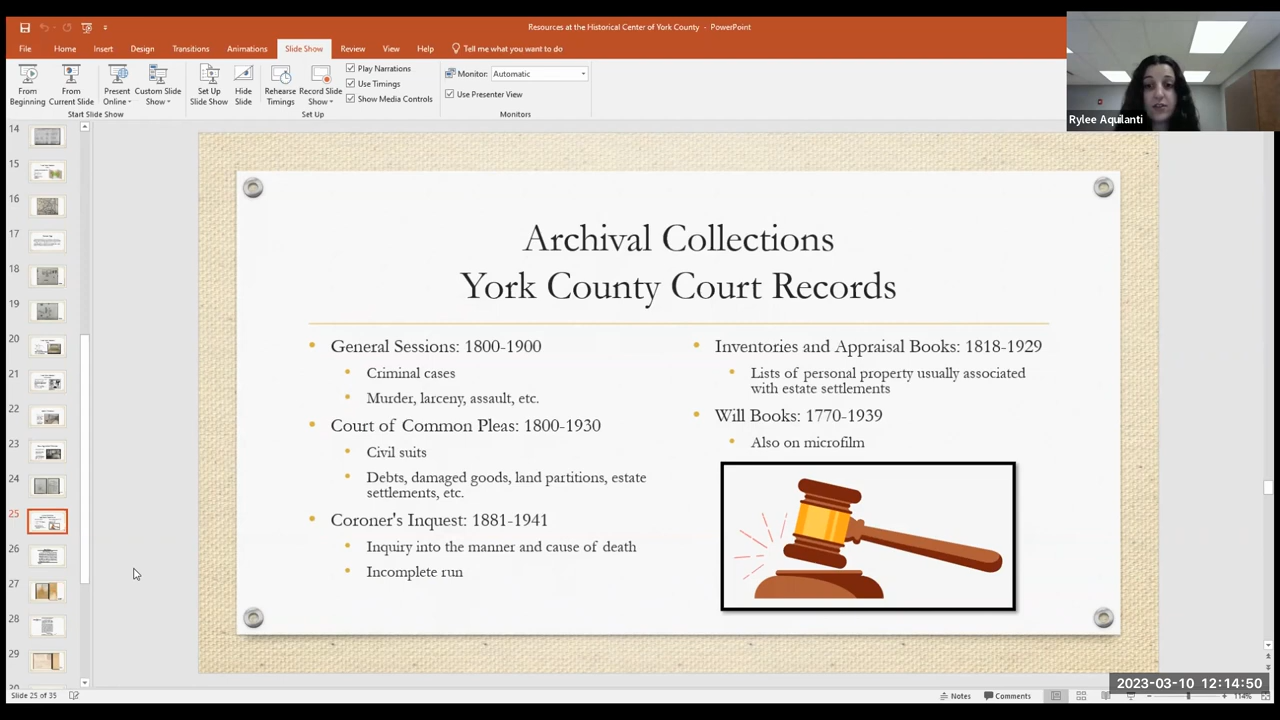 Resources at the Historical Center of York County - PowerPoint
File Home Insert Design Transitions Animations Slide Show Review View Help Tell me what you want to do
From Beginning
From Current Slide
Present Online
Custom Slide Show
Set Up Slide Show
Hide Slide
Rehearse Timings
Record Slide Show
Play Narrations
Use Timings
Show Media Controls
Monitor: Automatic
Use Presenter View
Start Slide Show
Set Up
Monitors
Rylee Aquilanti
14
15
16
17
18
19
20
21
22
23
24
25
26
27
28
29
Archival Collections
York County Court Records
• General Sessions: 1800-1900
• Criminal cases
• Murder, larceny, assault, etc.
• Court of Common Pleas: 1800-1930
• Civil suits
• Debts, damaged goods, land partitions, estate
settlements, etc.
• Coroner's Inquest: 1881-1941
• Inquiry into the manner and cause of death
• Incomplete run
• Inventories and Appraisal Books: 1818-1929
• Lists of personal property usually associated
with estate settlements
• Will Books: 1770-1939
• Also on microfilm
2023-03-10 12:14:50
Slide 25 of 35
Notes
Comments
114%